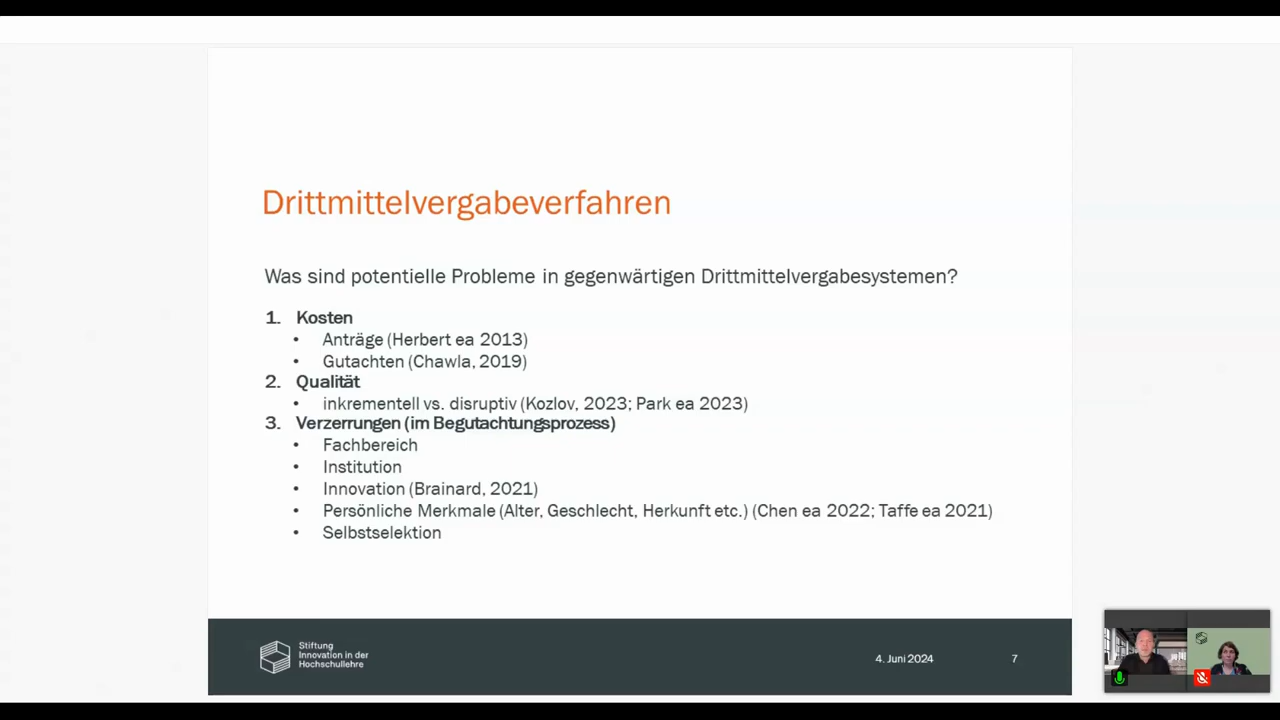 Drittmittelvergabeverfahren
Was sind potentielle Probleme in gegenwärtigen Drittmittelvergabesystemen?
1. Kosten
• Anträge (Herbert ea 2013)
• Gutachten (Chawla, 2019)
2. Qualität
• inkrementell vs. disruptiv (Kozlov, 2023; Park ea 2023)
3. Verzerrungen (im Begutachtungsprozess)
• Fachbereich
• Institution
• Innovation (Brainard, 2021)
• Persönliche Merkmale (Alter, Geschlecht, Herkunft etc.) (Chen ea 2022; Taffe ea 2021)
• Selbstselektion
Stiftung
Innovation in der
Hochschullehre
4. Juni 2024
7